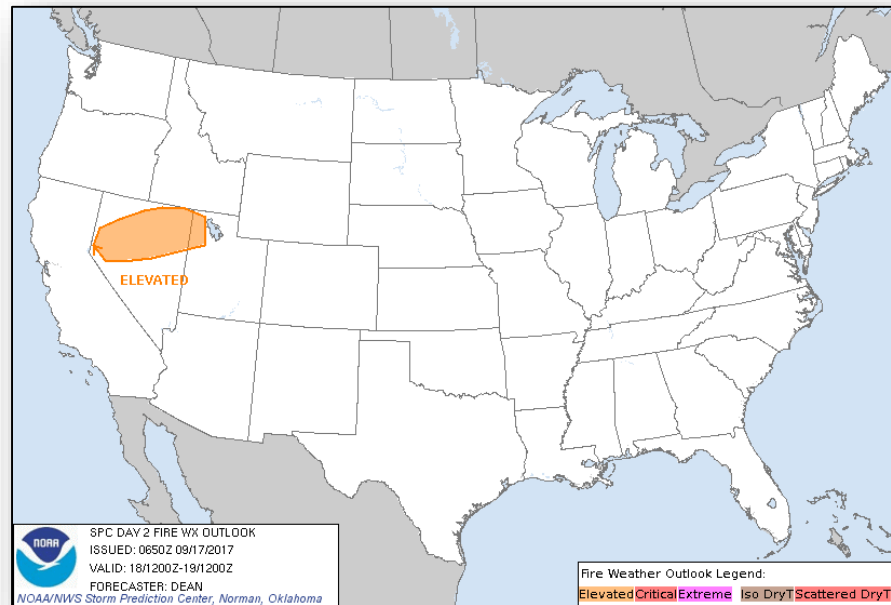 ELEVATED
NOAA
SPC DAY 2 FIRE WX OUTLOOK
ISSUED: 0650Z 09/17/2017
VALID: 18/1200Z-19/1200Z
FORECASTER: DEAN
NOAA/NWS Storm Prediction Center, Norman, Oklahoma
Fire Weather Outlook Legend:
Elevated Critical Extreme Iso DryT Scattered DryT